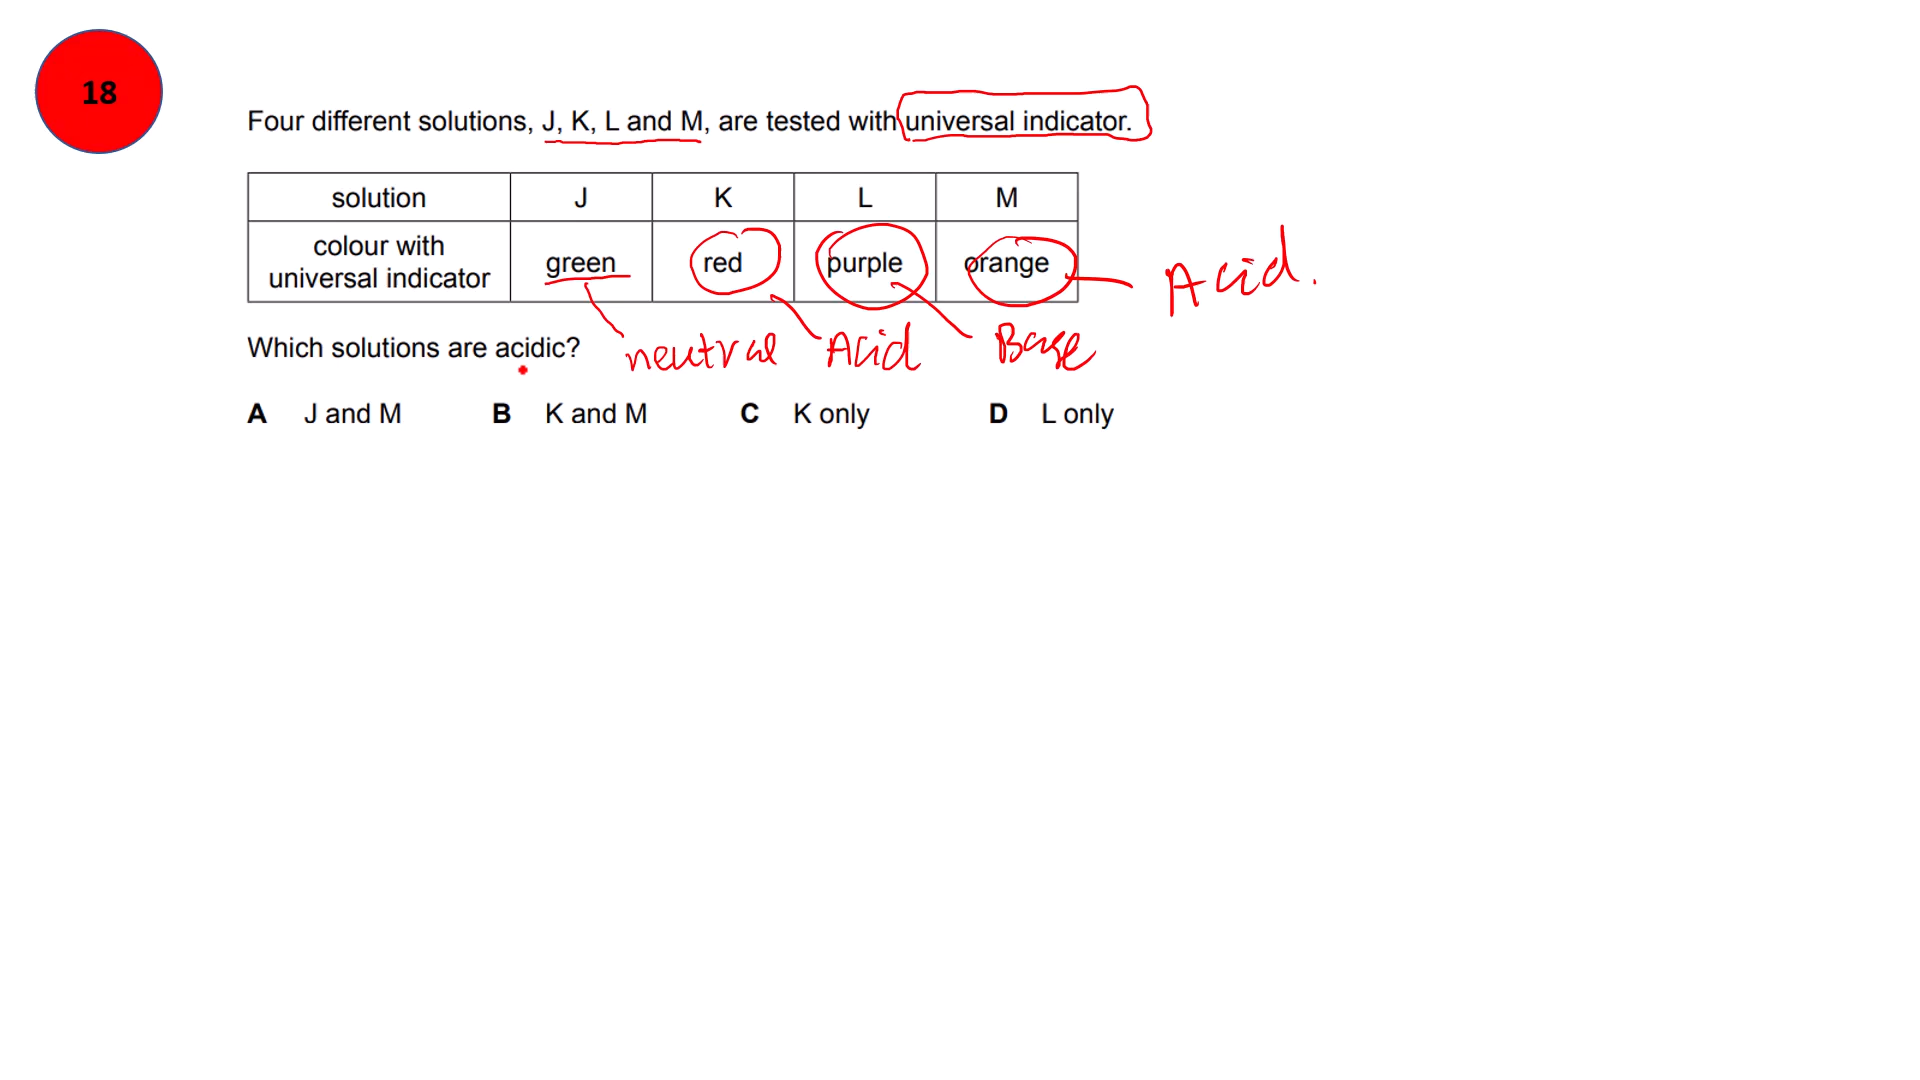 18
Four different solutions, J, K, L and M, are tested with universal indicator.
solution J K L M
colour with universal indicator green red purple orange
Acid.
neutral Acid Base
Which solutions are acidic?
A J and M B K and M C K only D L only